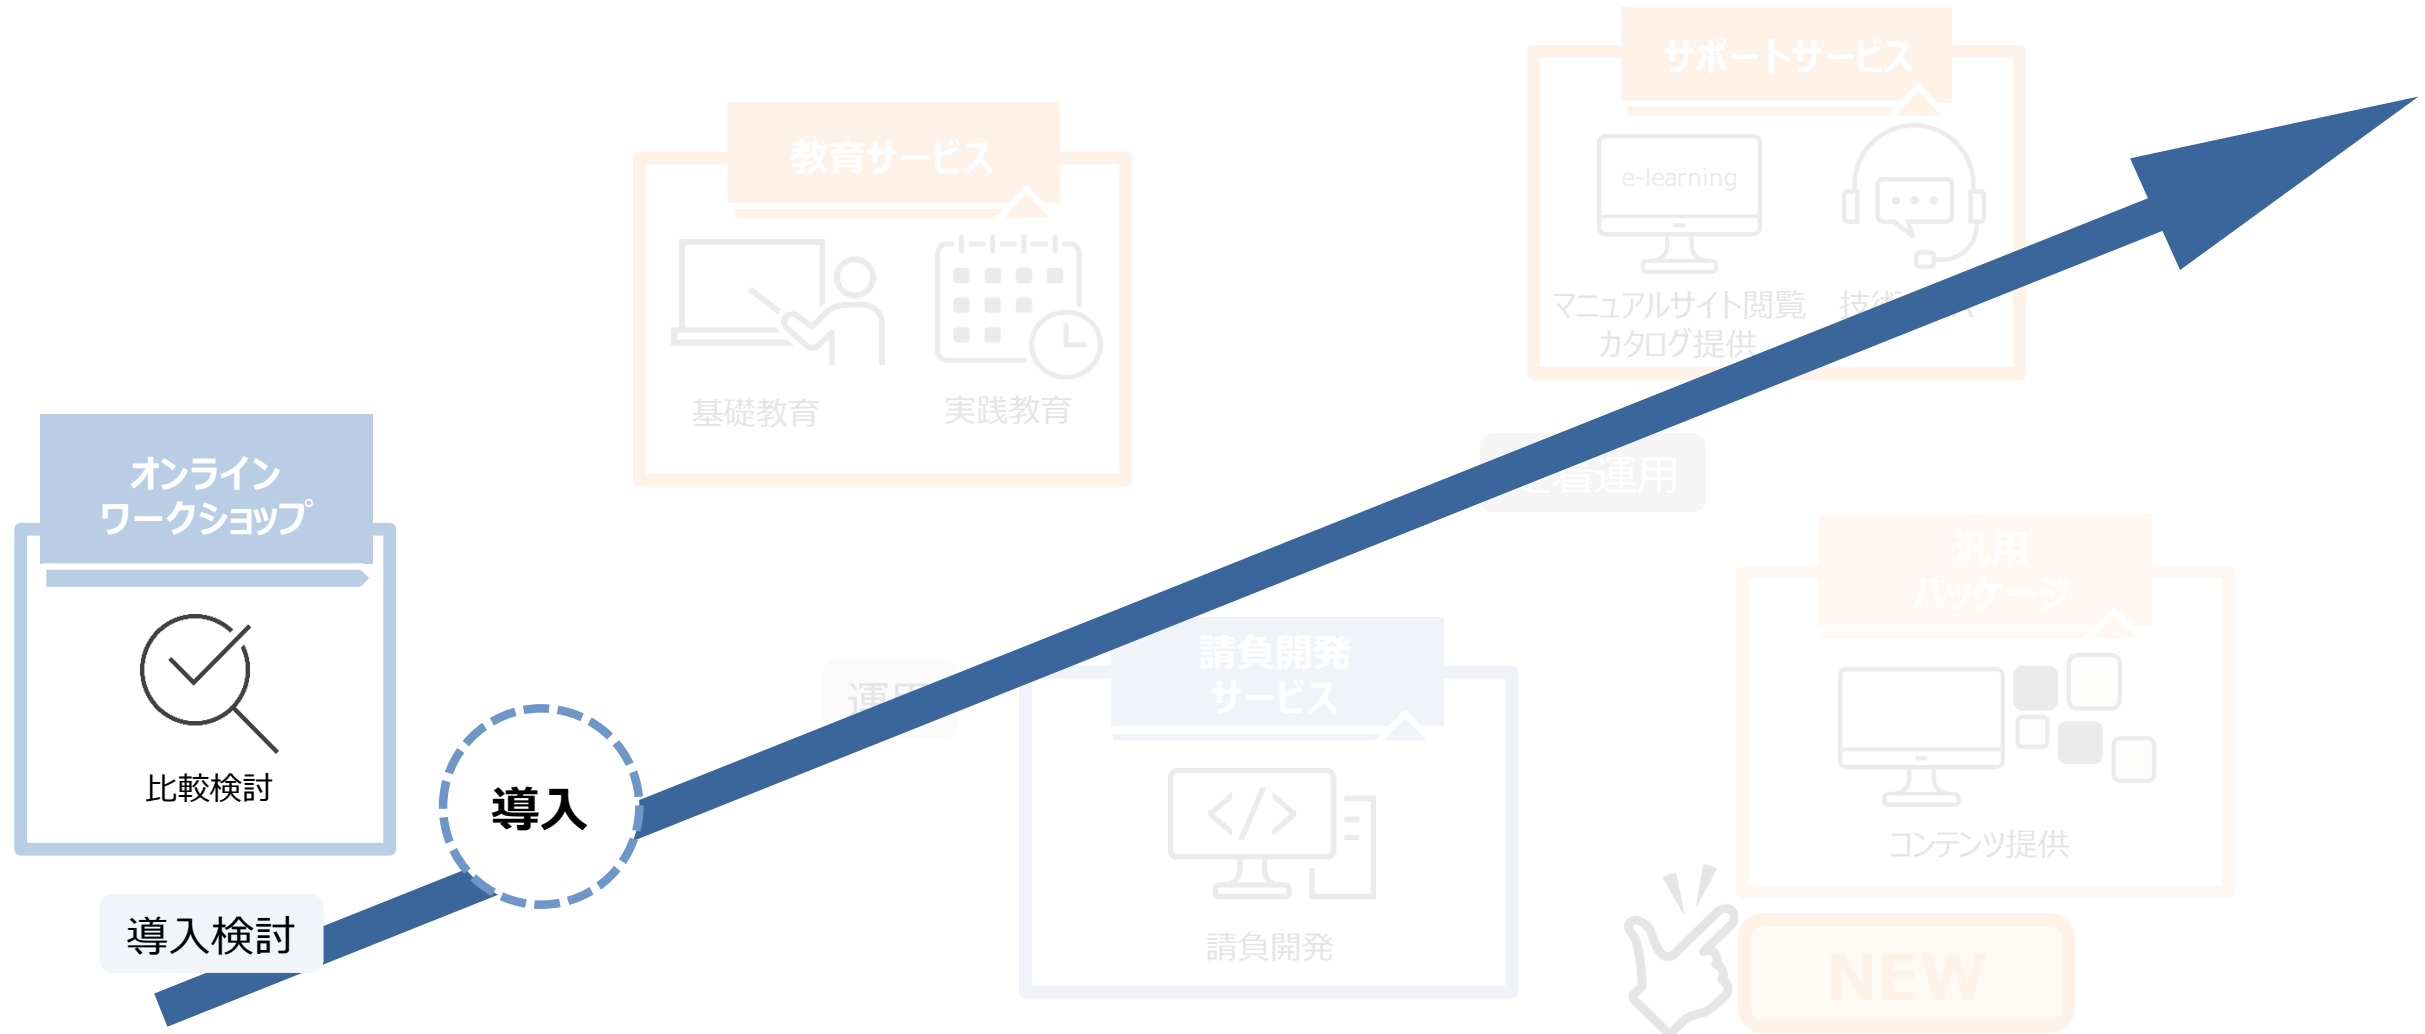 サポートサービス
e-learning
マニュアルサイト閲覧
カタログ提供
教育サービス
基礎教育
実践教育
オンライン
ワークショップ
比較検討
導入検討
導入
請負開発
サービス
請負開発
汎用
パッケージ
コンテンツ提供
NEW